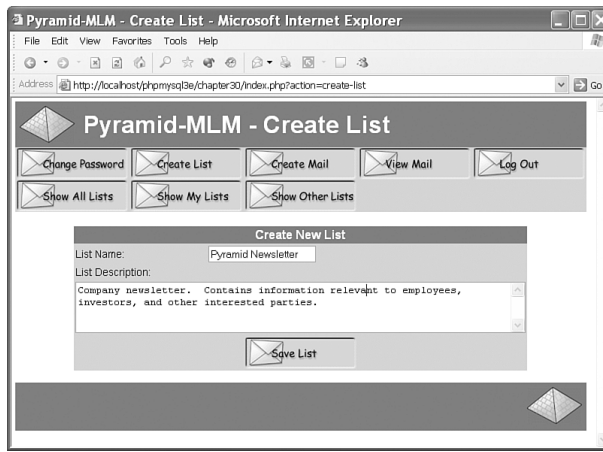 Pyramid-MLM - Create List - Microsoft Internet Explorer
File Edit View Favorites Tools Help
Address http://localhost/phpmysql3e/chapter30/index.php?action=create-list Go
Pyramid-MLM - Create List
Change Password Create List Create Mail View Mail Log Out
Show All Lists Show My Lists Show Other Lists
Create New List
List Name: Pyramid Newsletter
List Description:
Company newsletter. Contains information relevant to employees,
investors, and other interested parties.
Save List